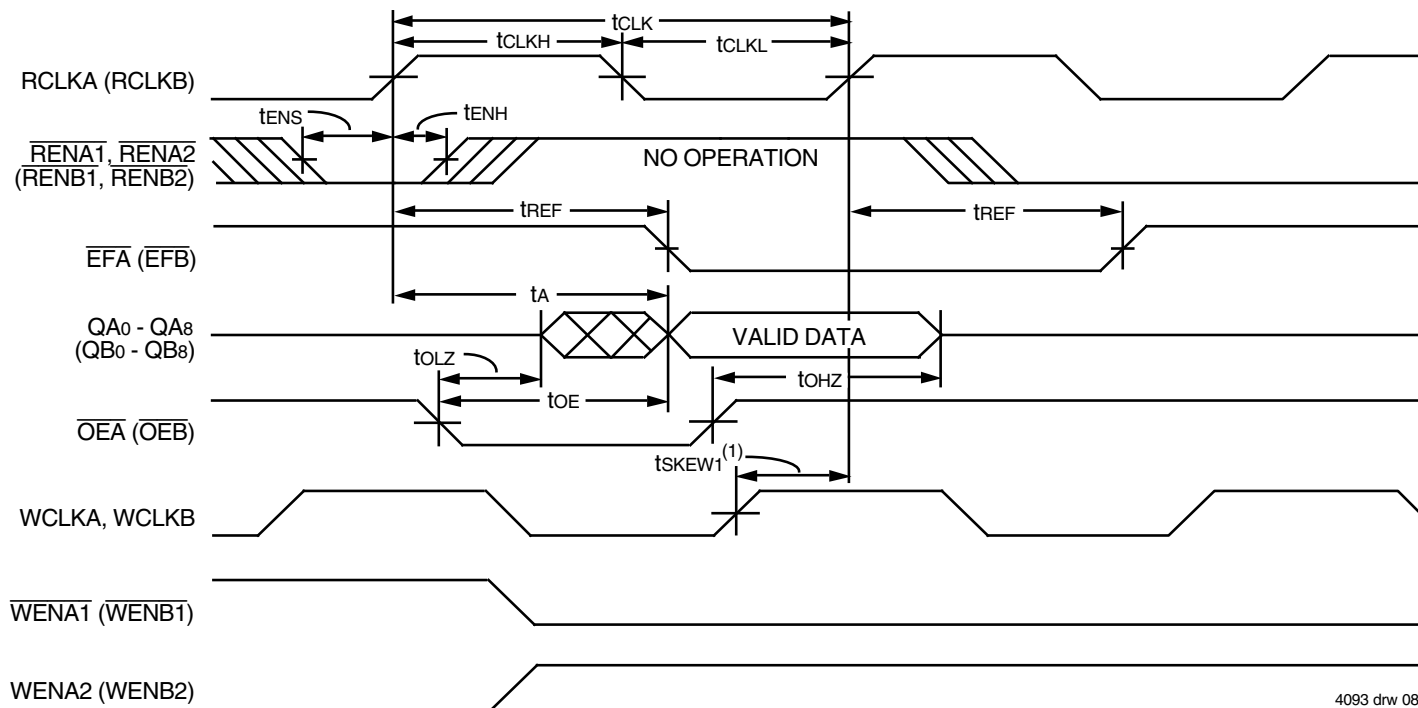 tCLK
tCLKH
tCLKL
RCLKA (RCLKB)
tENS
tENH
RENA1, RENA2
(RENB1, RENB2)
NO OPERATION
tREF
tREF
EFA (EFB)
tA
QA0 - QA8
(QB0 - QB8)
VALID DATA
tOLZ
tOHZ
tOE
OEA (OEB)
tSKEW1(1)
WCLKA, WCLKB
WENA1 (WENB1)
WENA2 (WENB2)
4093 drw 08